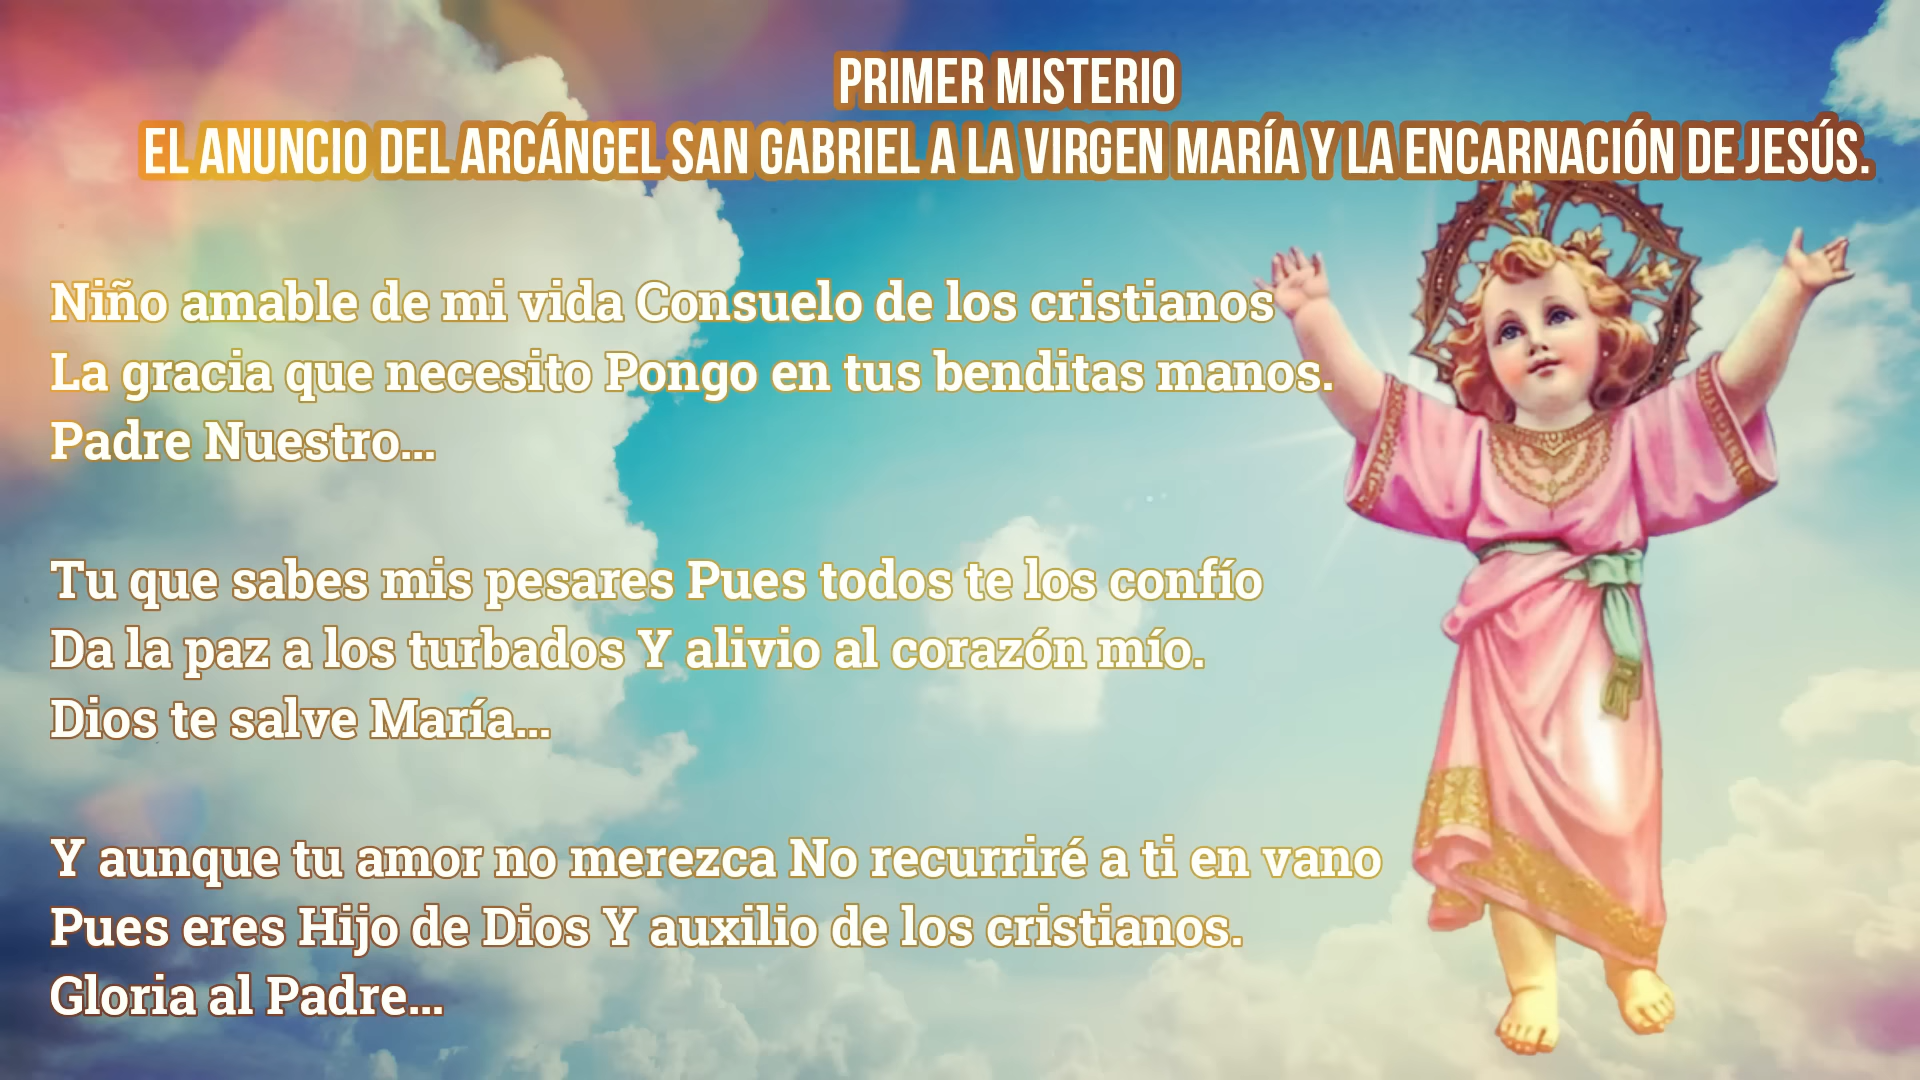 PRIMER MISTERIO
EL ANUNCIO DEL ARCÁNGEL SAN GABRIEL A LA VIRGEN MARÍA Y LA ENCARNACIÓN DE JESÚS.
Niño amable de mi vida Consuelo de los cristianos
La gracia que necesito Pongo en tus benditas manos.
Padre Nuestro...
Tu que sabes mis pesares Pues todos te los confío
Da la paz a los turbados Y alivio al corazón mío.
Dios te salve María...
Y aunque tu amor no merezca No recurriré a ti en vano
Pues eres Hijo de Dios Y auxilio de los cristianos.
Gloria al Padre...